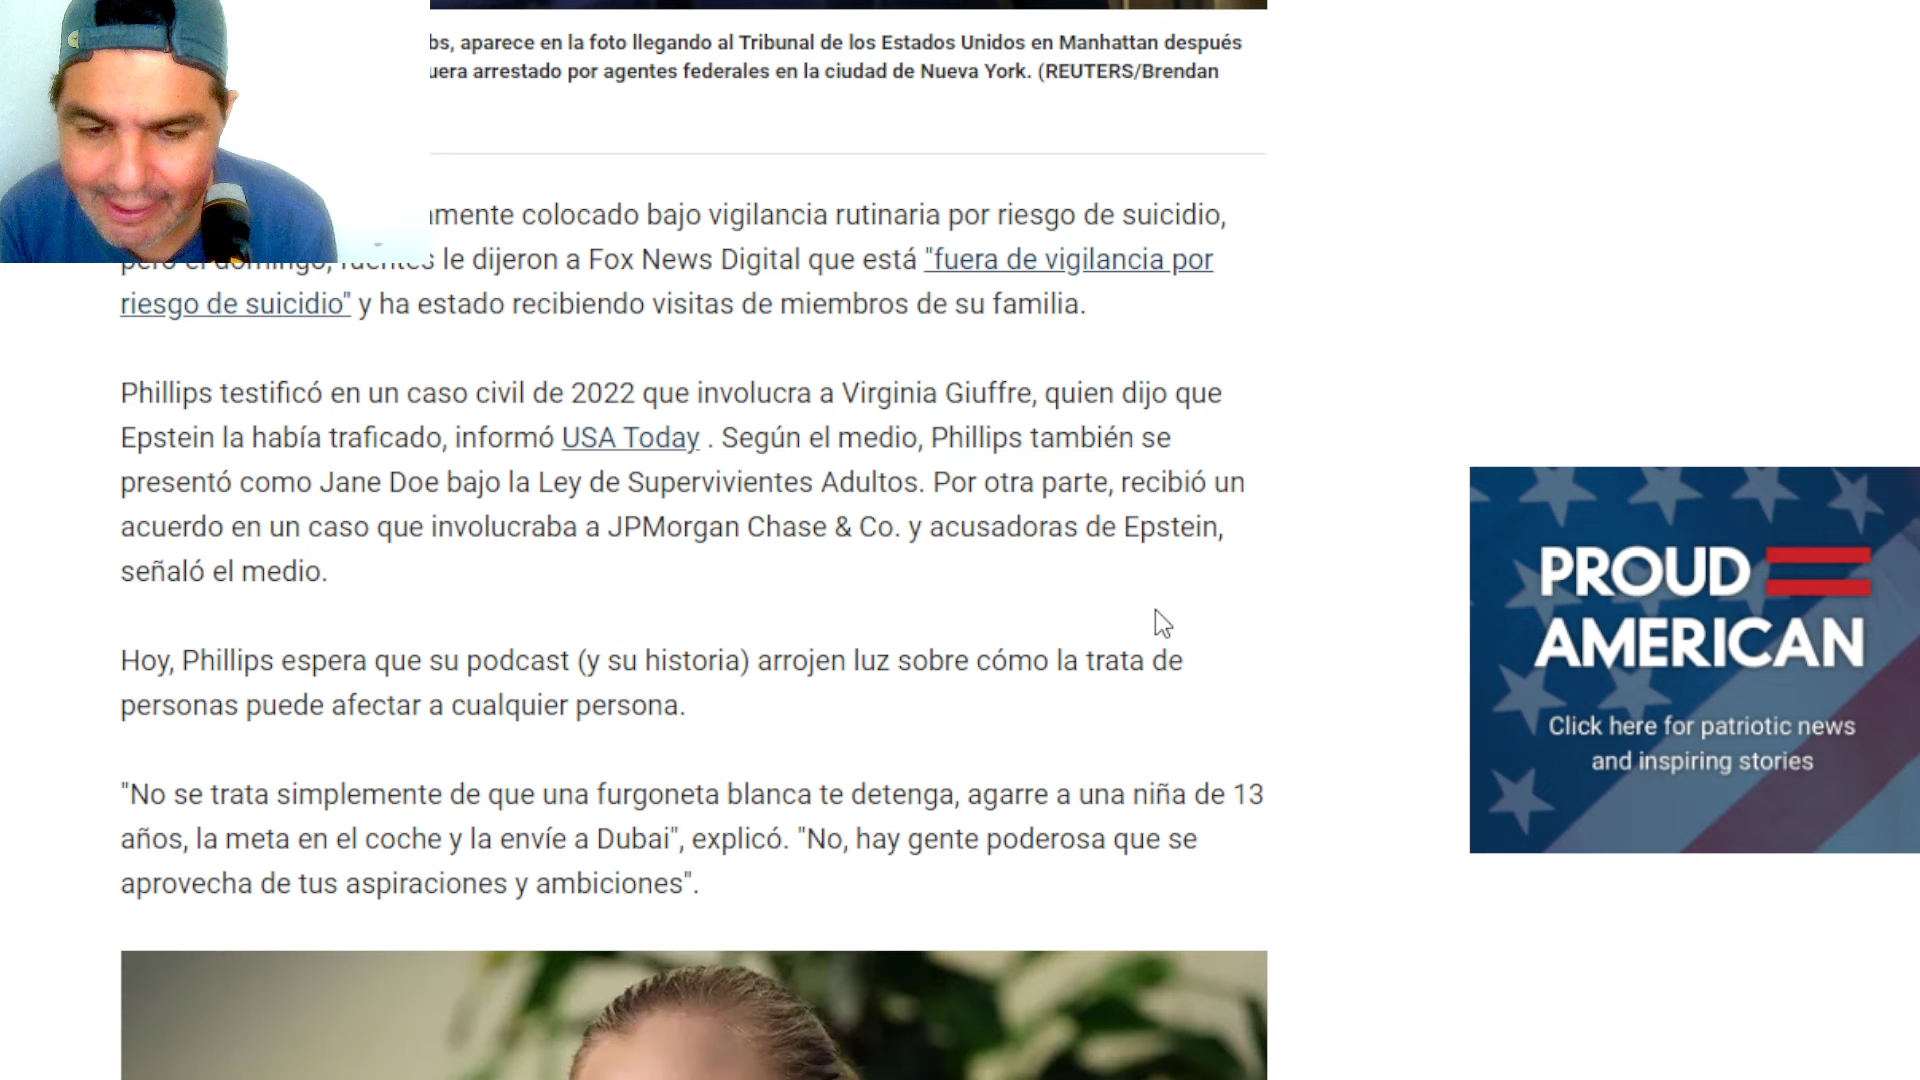 bs, aparece en la foto llegando al Tribunal de los Estados Unidos en Manhattan después
uera arrestado por agentes federales en la ciudad de Nueva York. (REUTERS/Brendan
amente colocado bajo vigilancia rutinaria por riesgo de suicidio,
pero el domingo, fuentes le dijeron a Fox News Digital que está "fuera de vigilancia por
riesgo de suicidio" y ha estado recibiendo visitas de miembros de su familia.
Phillips testificó en un caso civil de 2022 que involucra a Virginia Giuffre, quien dijo que
Epstein la había traficado, informó USA Today . Según el medio, Phillips también se
presentó como Jane Doe bajo la Ley de Supervivientes Adultos. Por otra parte, recibió un
acuerdo en un caso que involucraba a JPMorgan Chase & Co. y acusadoras de Epstein,
señaló el medio.
Hoy, Phillips espera que su podcast (y su historia) arrojen luz sobre cómo la trata de
personas puede afectar a cualquier persona.
"No se trata simplemente de que una furgoneta blanca te detenga, agarre a una niña de 13
años, la meta en el coche y la envíe a Dubai", explicó. "No, hay gente poderosa que se
aprovecha de tus aspiraciones y ambiciones".
PROUD
AMERICAN
Click here for patriotic news
and inspiring stories